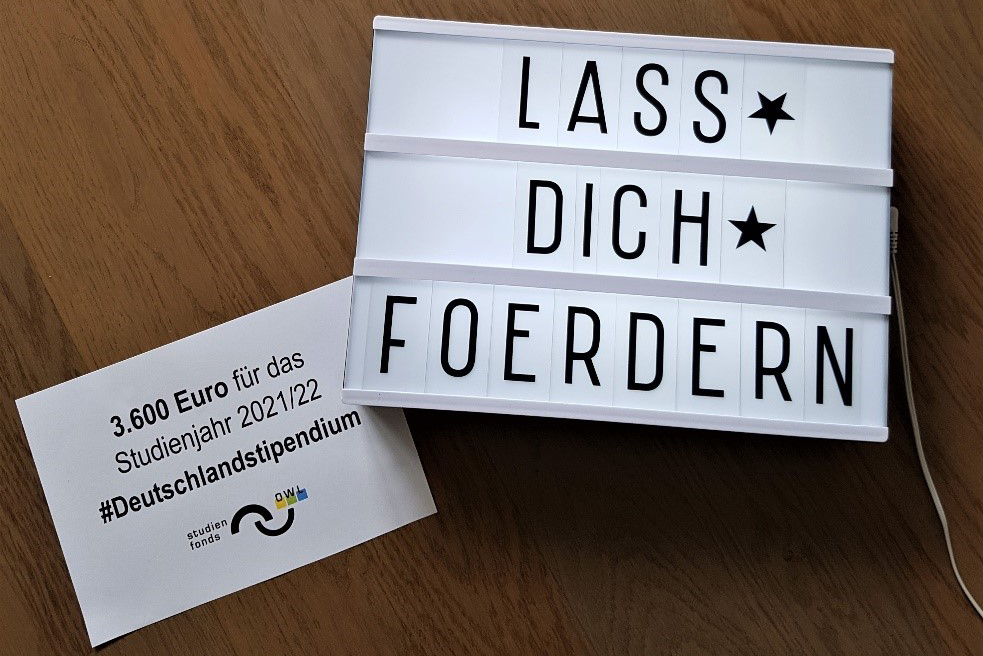 LASS★
DICH★
FOERDERN
3.600 Euro für das
Studienjahr 2021/22
#Deutschlandstipendium
studien
fonds
OWL